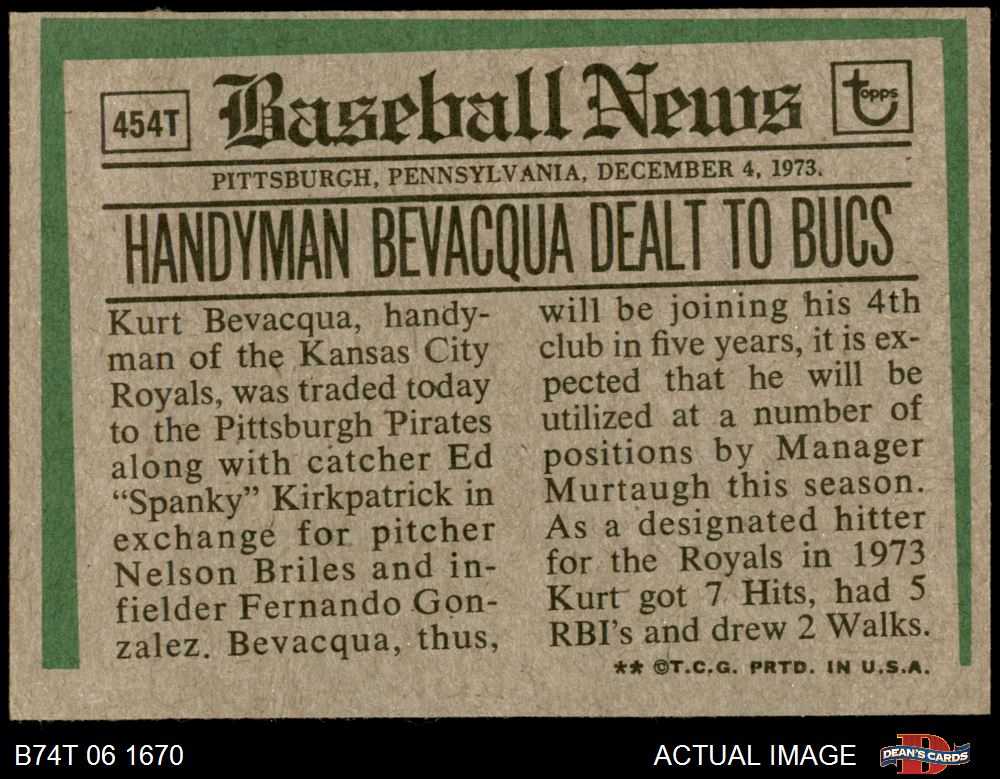 454T
Baseball News
topps
PITTSBURGH, PENNSYLVANIA, DECEMBER 4, 1973.
HANDYMAN BEVACQUA DEALT TO BUCS
Kurt Bevacqua, handy-
man of the Kansas City
Royals, was traded today
to the Pittsburgh Pirates
along with catcher Ed
“Spanky” Kirkpatrick in
exchange for pitcher
Nelson Briles and in-
fielder Fernando Gon-
zalez. Bevacqua, thus,
will be joining his 4th
club in five years, it is ex-
pected that he will be
utilized at a number of
positions by Manager
Murtaugh this season.
As a designated hitter
for the Royals in 1973
Kurt got 7 Hits, had 5
RBI's and drew 2 Walks.
** ©T.C.G. PRTD. IN U.S.A.
B74T 06 1670
ACTUAL IMAGE
D
DEAN'S CARDS